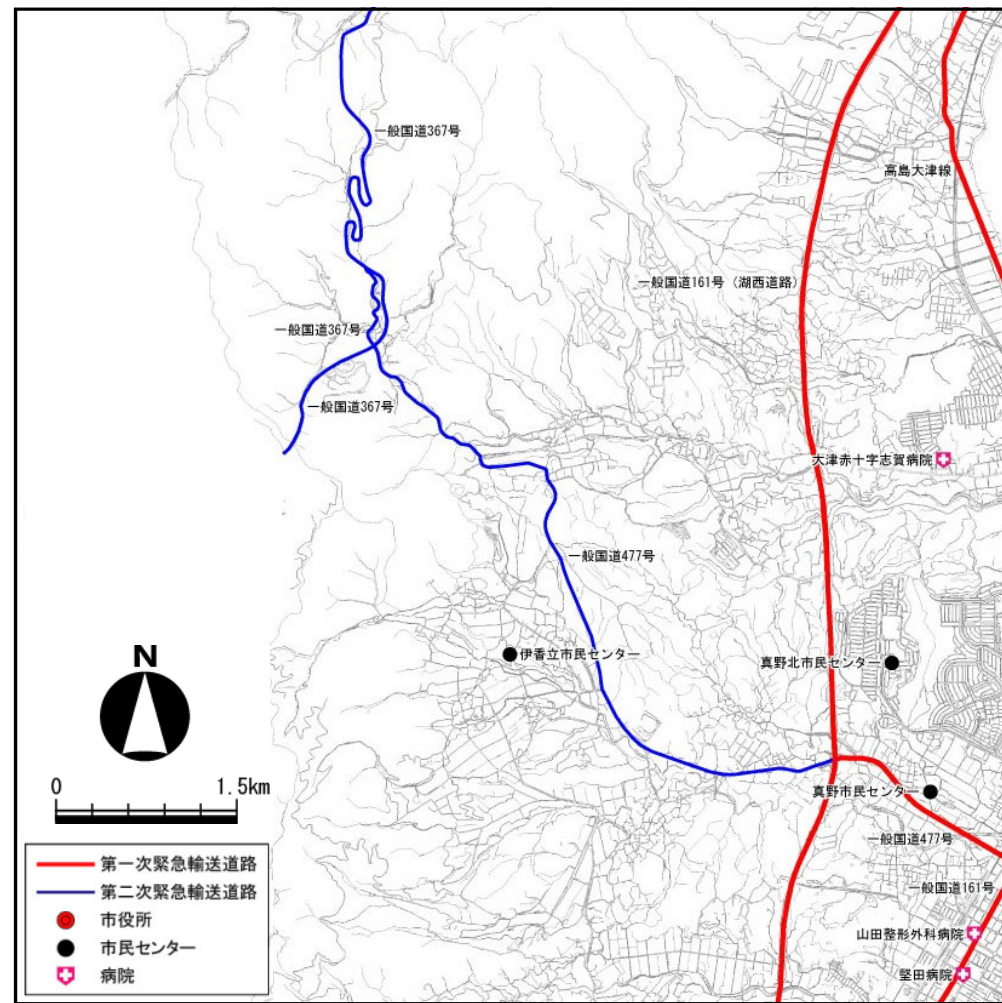 一般国道367号
高島大津線
一般国道161号（湖西道路）
一般国道367号
一般国道367号
大津赤十字志賀病院
一般国道477号
伊香立市民センター
真野北市民センター
N
0 1.5km
真野市民センター
一般国道477号
第一次緊急輸送道路
第二次緊急輸送道路
一般国道161号
市役所
山田整形外科病院
市民センター
病院
堅田病院